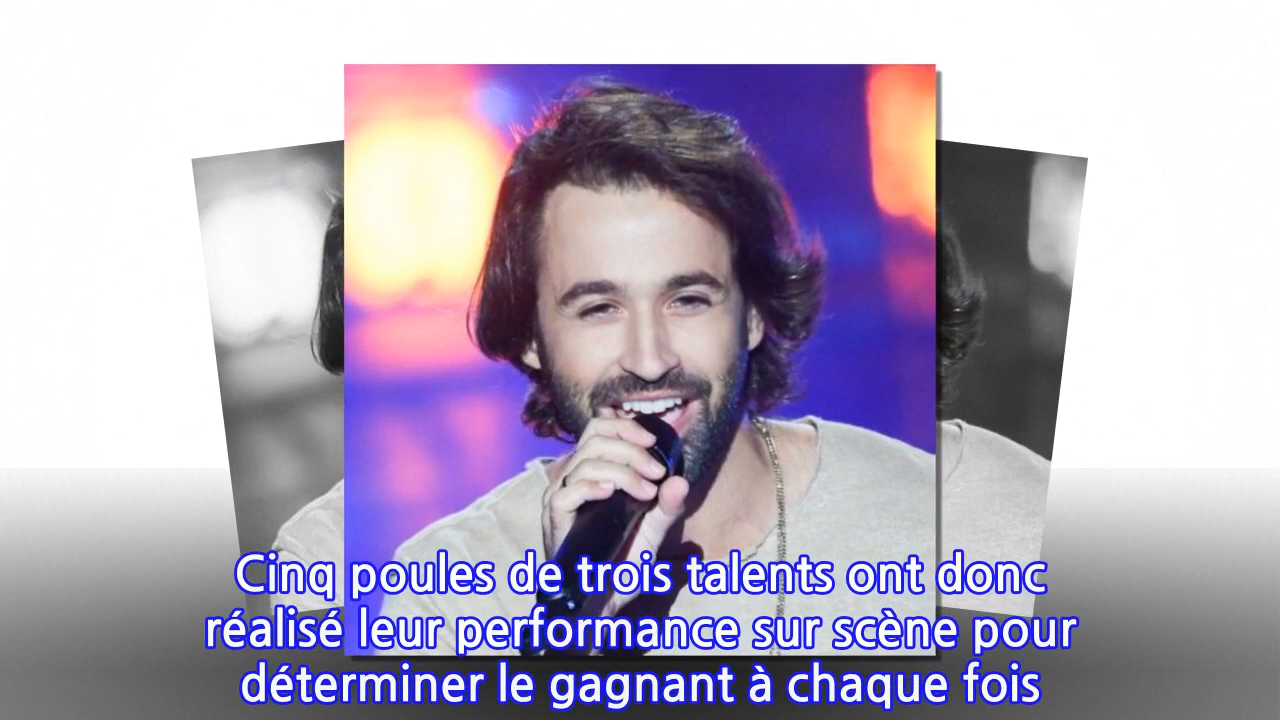 Cinq poules de trois talents ont donc
réalisé leur performance sur scène pour
déterminer le gagnant à chaque fois